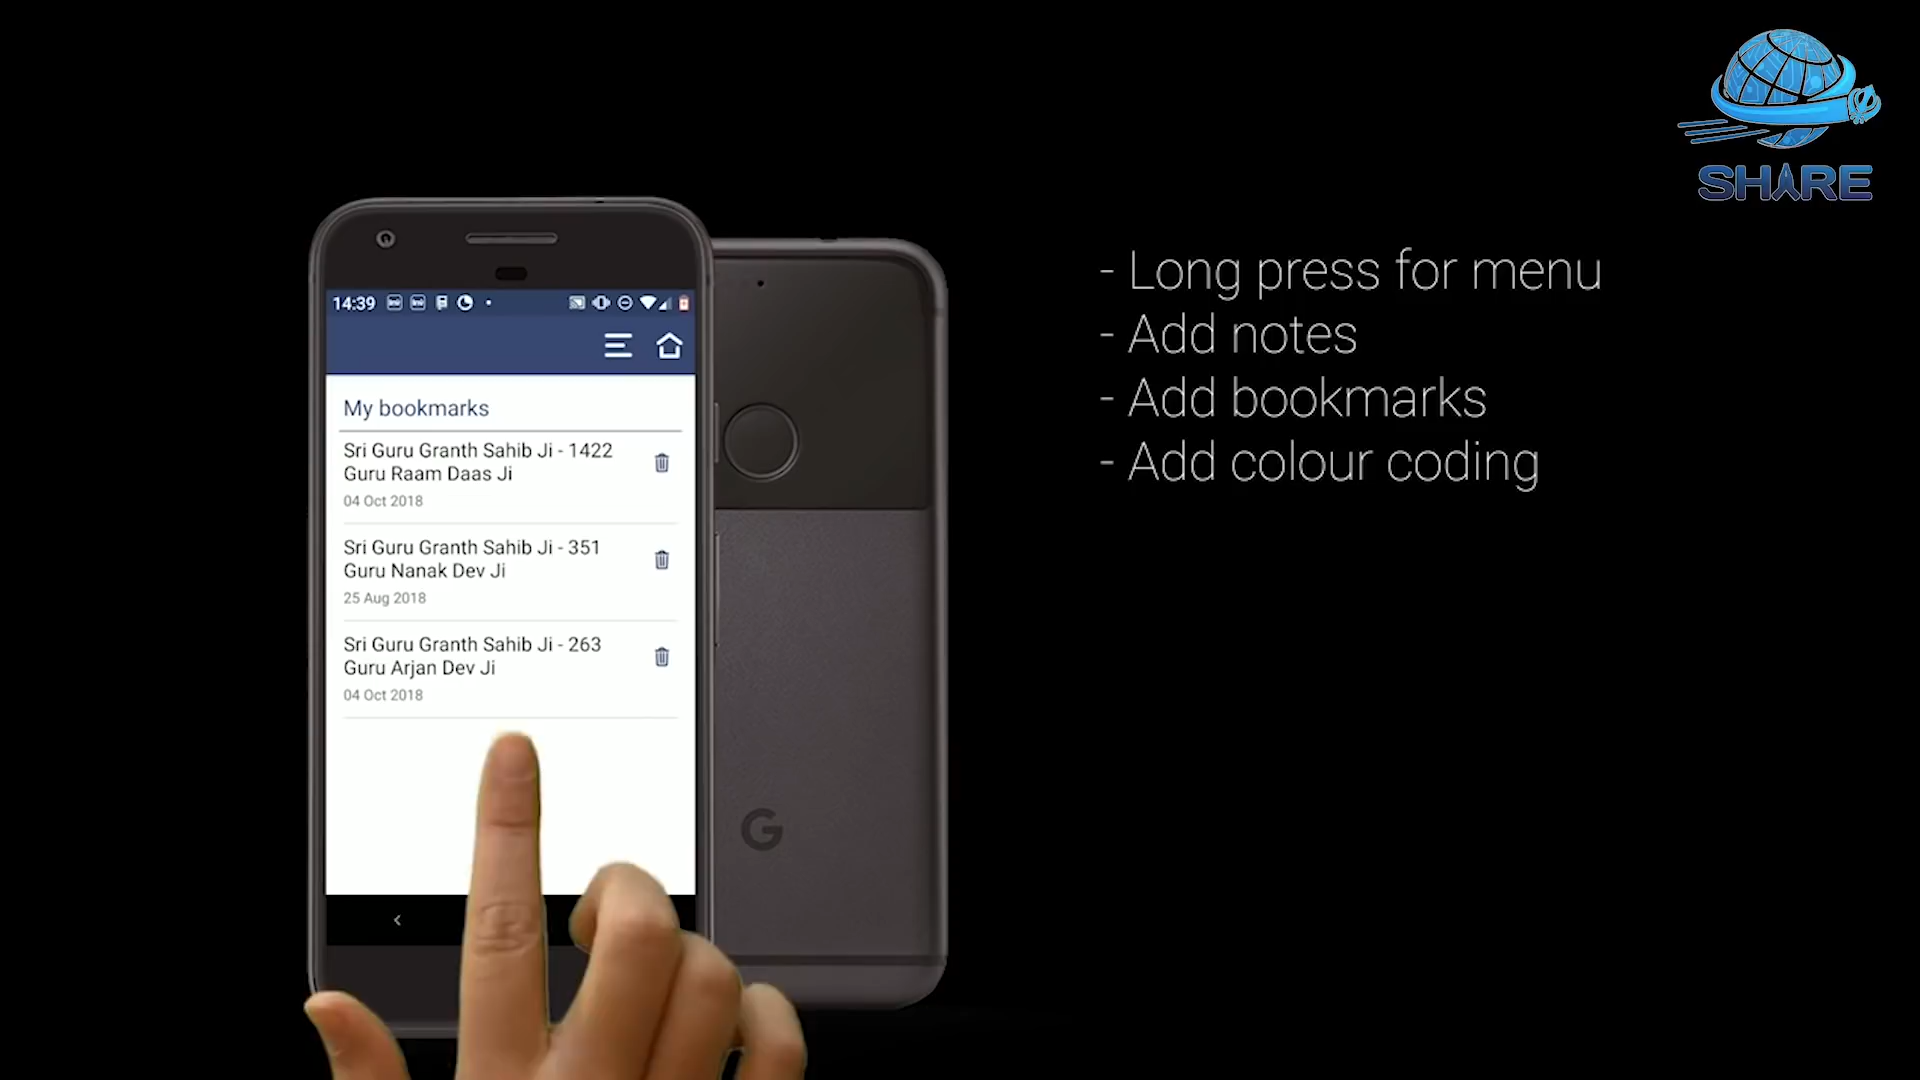 SHARE
- Long press for menu
- Add notes
- Add bookmarks
- Add colour coding
14:39
My bookmarks
Sri Guru Granth Sahib Ji - 1422
Guru Raam Daas Ji
04 Oct 2018
Sri Guru Granth Sahib Ji - 351
Guru Nanak Dev Ji
25 Aug 2018
Sri Guru Granth Sahib Ji - 263
Guru Arjan Dev Ji
04 Oct 2018
G